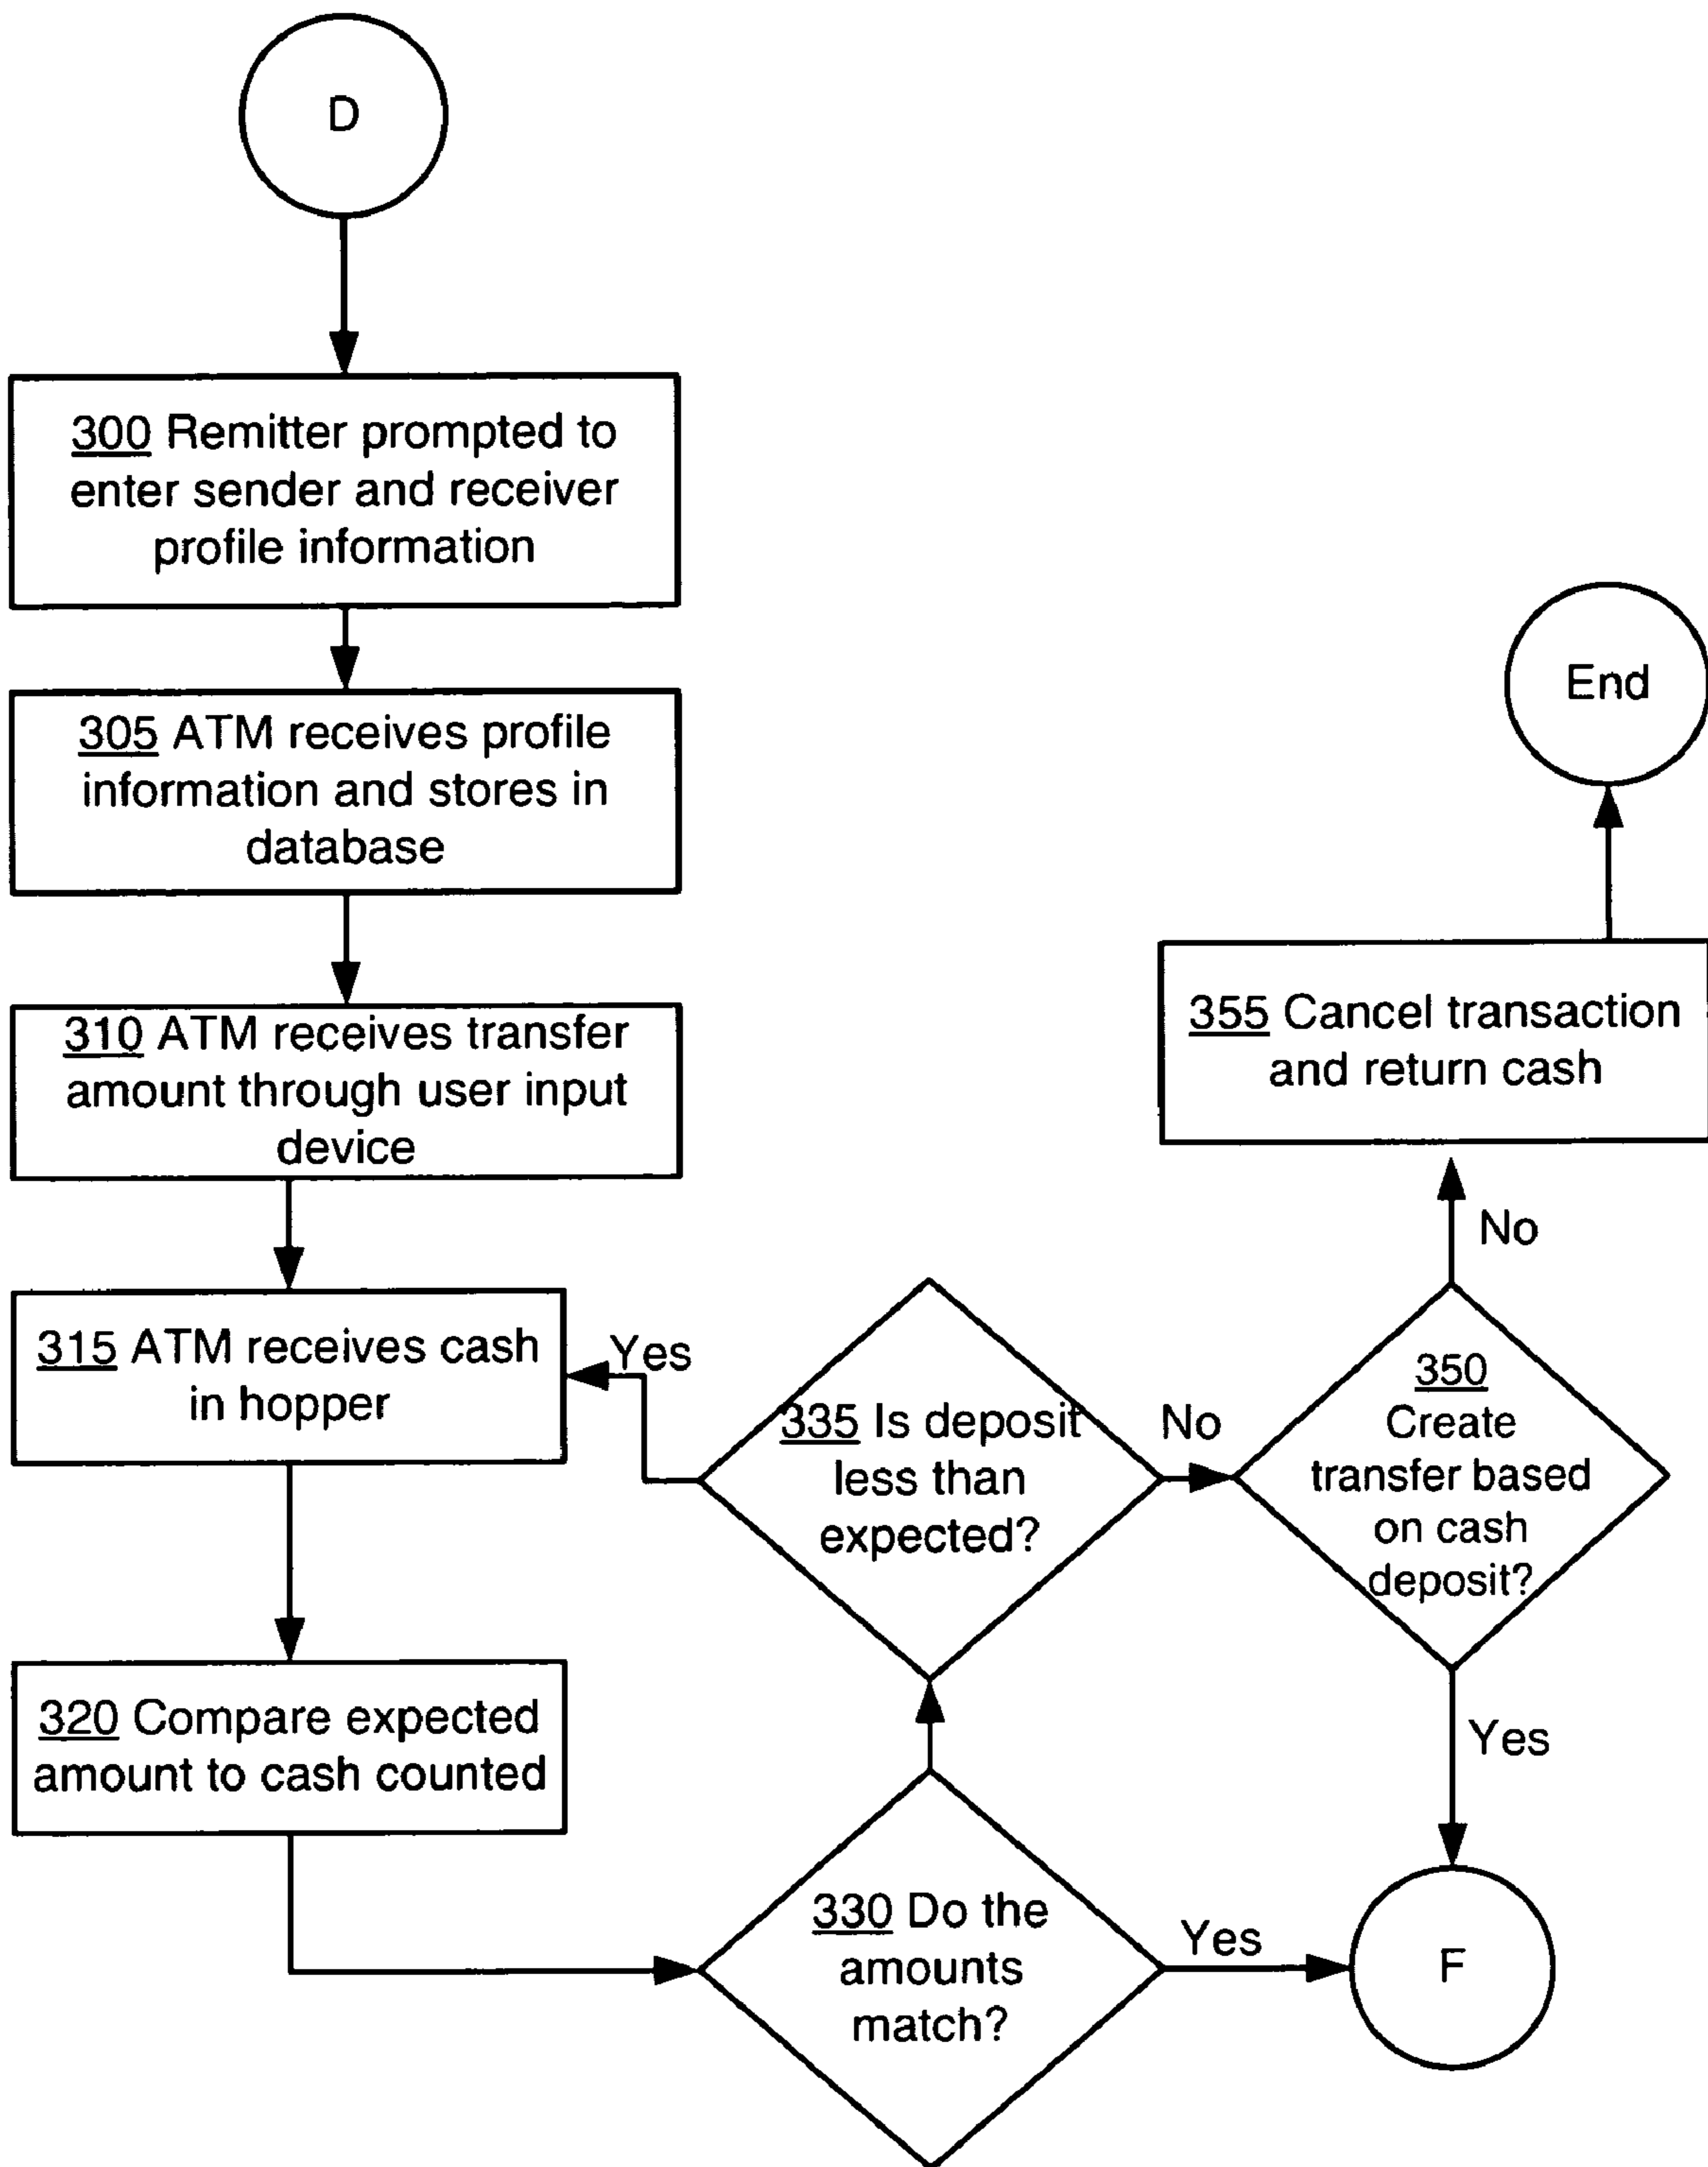 D
300 Remitter prompted to
enter sender and receiver
profile information
305 ATM receives profile
information and stores in
database
310 ATM receives transfer
amount through user input
device
315 ATM receives cash
in hopper
320 Compare expected
amount to cash counted
330 Do the
amounts
match?
Yes
F
335 Is deposit
less than
expected?
Yes
No
350
Create
transfer based
on cash
deposit?
Yes
No
355 Cancel transaction
and return cash
End